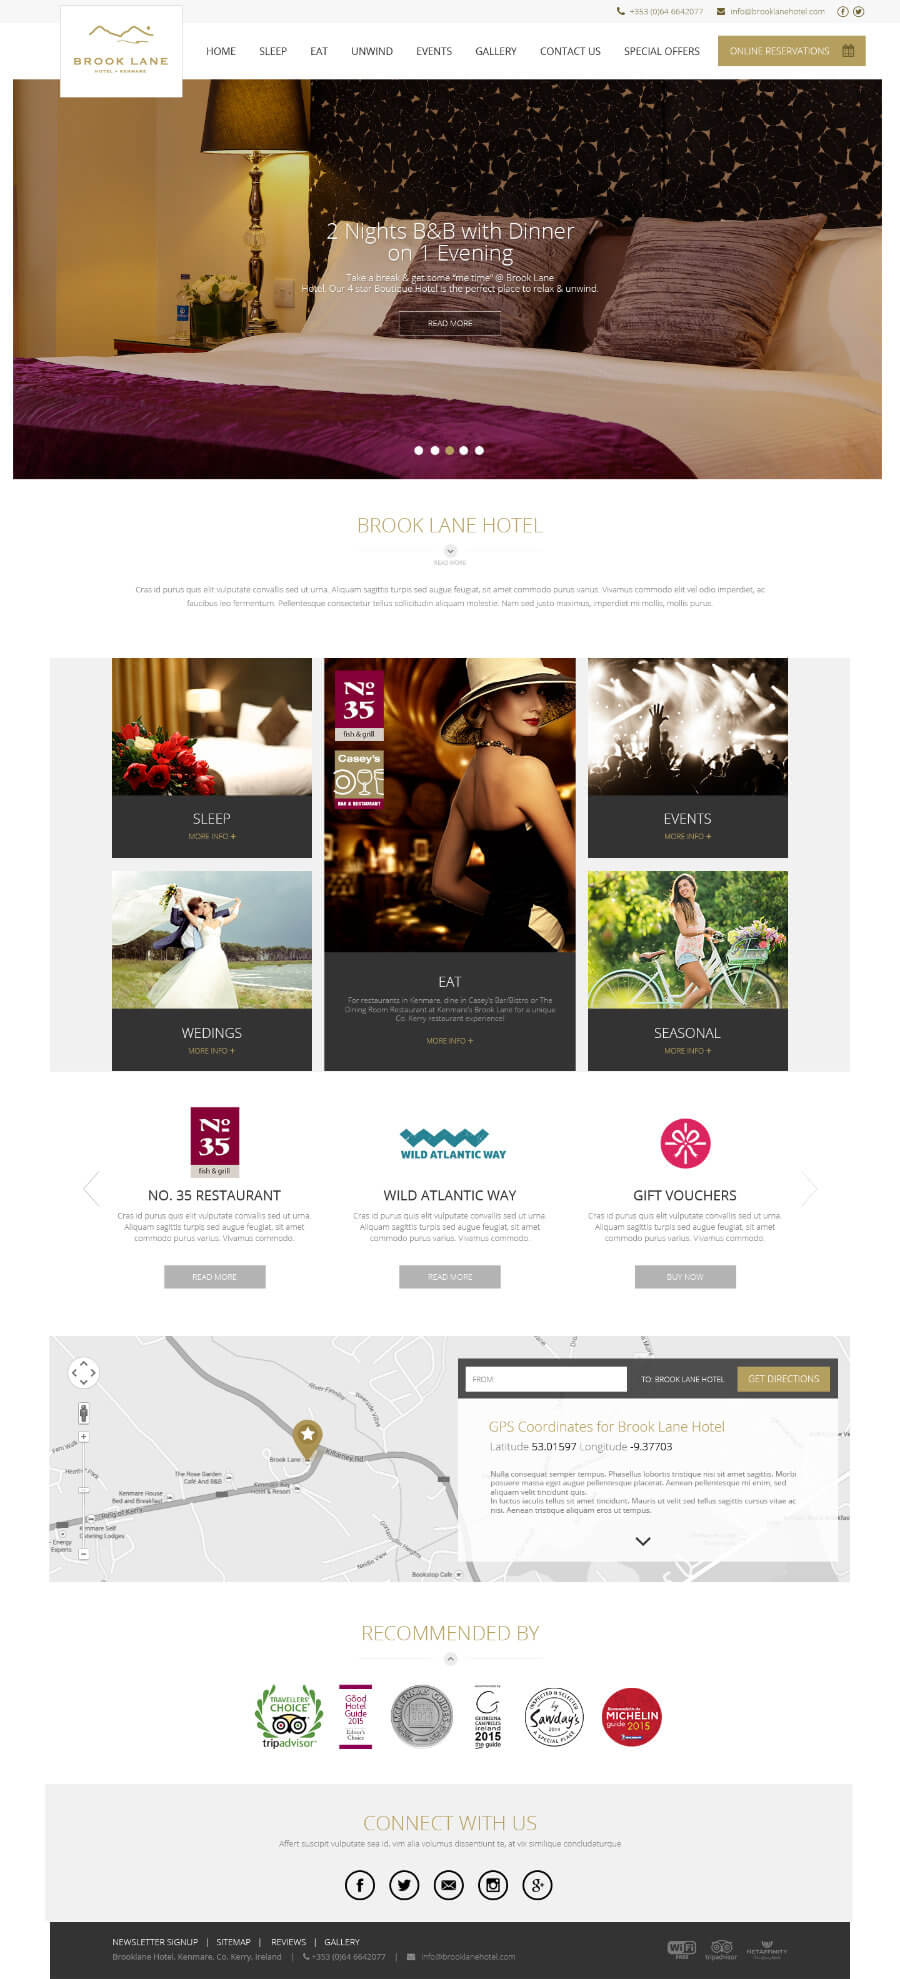 +353 (0)64 6642077 info@brooklanehotel.com
BROOK LANE
HOTEL • KENMARE
HOME SLEEP EAT UNWIND EVENTS GALLERY CONTACT US SPECIAL OFFERS ONLINE RESERVATIONS
2 Nights B&B with Dinner
on 1 Evening
Take a break & get some "me time" @ Brook Lane
Hotel. Our 4 star Boutique Hotel is the perfect place to relax & unwind.
READ MORE
BROOK LANE HOTEL
READ MORE
Cras id purus quis elit vulputate convallis sed ut urna. Aliquam sagittis turpis sed augue feugiat, sit amet commodo purus varius. Vivamus commodo elit vel odio imperdiet, ac
faucibus leo fermentum. Pellentesque consectetur tellus sollicitudin aliquam molestie. Nam sed justo maximus, imperdiet mi mollis, mollis purus.
No
35
fish & grill
Casey's
BAR & RESTAURANT
SLEEP
MORE INFO +
EVENTS
MORE INFO +
EAT
For restaurants in Kenmare, dine in Casey's Bar/Bistro or The
Dining Room Restaurant at Kenmare's Brook Lane for a unique
Co. Kerry restaurant experience!
MORE INFO +
WEDINGS
MORE INFO +
SEASONAL
MORE INFO +
No
35
fish & grill
WILD ATLANTIC WAY
NO. 35 RESTAURANT
Cras id purus quis elit vulputate convallis sed ut urna.
Aliquam sagittis turpis sed augue feugiat, sit amet
commodo purus varius. Vivamus commodo.
READ MORE
WILD ATLANTIC WAY
Cras id purus quis elit vulputate convallis sed ut urna.
Aliquam sagittis turpis sed augue feugiat, sit amet
commodo purus varius. Vivamus commodo.
READ MORE
GIFT VOUCHERS
Cras id purus quis elit vulputate convallis sed ut urna.
Aliquam sagittis turpis sed augue feugiat, sit amet
commodo purus varius. Vivamus commodo.
BUY NOW
River Finnihy
Killarney Rd
Brook Lane
The Rose Garden
Café And B&B
Kenmare House
Bed and Breakfast
Kenmare Bay
Hotel & Resort
Ring of Kerry
Kenmare Self
Catering Lodges
Energy
Experts
Fern Walk
Park
Nedin View
Bookstop Cafe
FROM: TO: BROOK LANE HOTEL GET DIRECTIONS
GPS Coordinates for Brook Lane Hotel
Latitude 53.01597 Longitude -9.37703
Nulla consequat semper tempus. Phasellus lobortis tristique nisi sit amet sagittis. Morbi
posuere massa eget augue pellentesque placerat. Aenean pellentesque mi enim, sed
aliquam velit tincidunt quis.
In luctus iaculis tellus sit amet tincidunt. Mauris ut velit sed tellus sagittis cursus vitae ac
nisi. Aenean tristique aliquam eros ut tempus.
RECOMMENDED BY
TRAVELLERS'
CHOICE
tripadvisor
The
Good
Hotel
Guide
2015
Editor's
Choice
McKENNAS' GUIDES
GEORGINA
CAMPBELL'S
ireland
2015
the guide
INSPECTED & SELECTED
by
Sawday's
2014
A SPECIAL PLACE
MICHELIN
guide 2015
CONNECT WITH US
Affert suscipit vulputate sea id, vim alia volumus dissentiunt te, at vix similique concludaturque
NEWSLETTER SIGNUP | SITEMAP | REVIEWS | GALLERY
Brooklane Hotel, Kenmare, Co. Kerry, Ireland | +353 (0)64 6642077 | info@brooklanehotel.com
WiFi
FREE
tripadvisor
NETAFFINITY